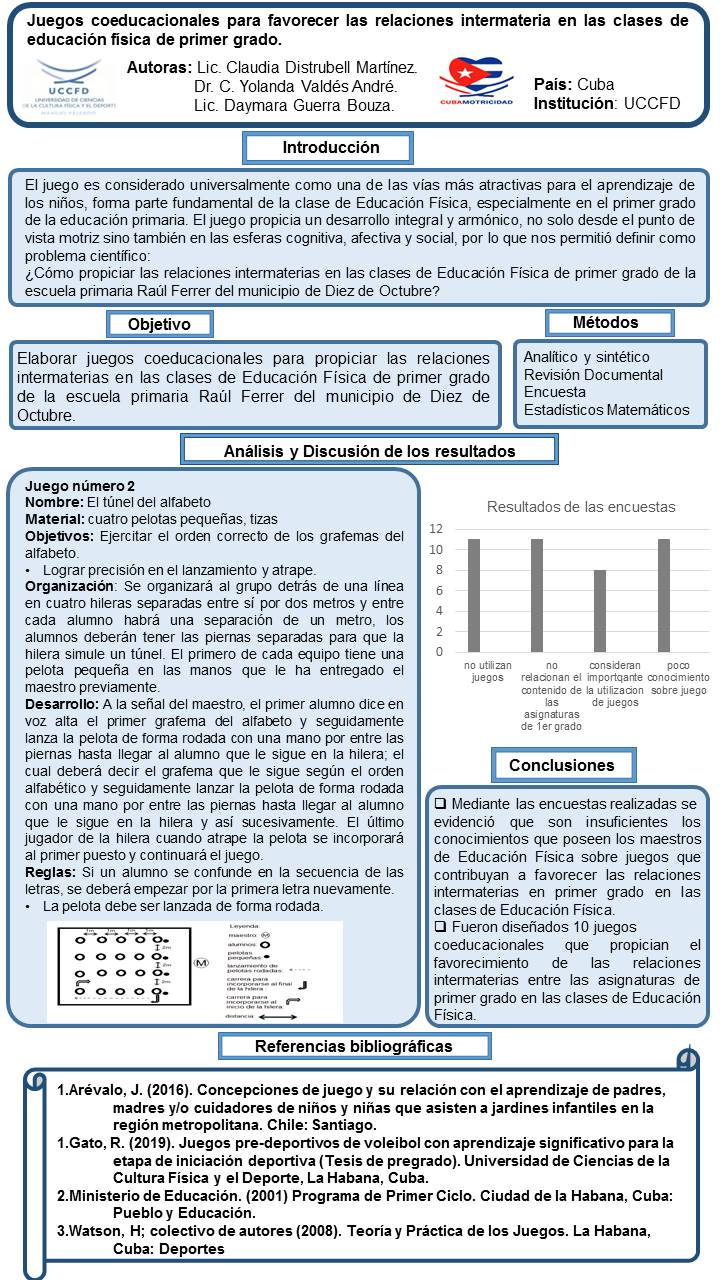 Juegos coeducacionales para favorecer las relaciones intermateria en las clases de
educación física de primer grado.
UCCFD
UNIVERSIDAD DE CIENCIAS
DE LA CULTURA FÍSICA Y EL DEPORTE
MANUEL FAJARDO
Autoras: Lic. Claudia Distrubell Martínez.
Dr. C. Yolanda Valdés André.
Lic. Daymara Guerra Bouza.
CUBAMOTRICIDAD
País: Cuba
Institución: UCCFD
Introducción
El juego es considerado universalmente como una de las vías más atractivas para el aprendizaje de
los niños, forma parte fundamental de la clase de Educación Física, especialmente en el primer grado
de la educación primaria. El juego propicia un desarrollo integral y armónico, no solo desde el punto de
vista motriz sino también en las esferas cognitiva, afectiva y social, por lo que nos permitió definir como
problema científico:
¿Cómo propiciar las relaciones intermaterias en las clases de Educación Física de primer grado de la
escuela primaria Raúl Ferrer del municipio de Diez de Octubre?
Objetivo
Elaborar juegos coeducacionales para propiciar las relaciones
intermaterias en las clases de Educación Física de primer grado
de la escuela primaria Raúl Ferrer del municipio de Diez de
Octubre.
Métodos
Analítico y sintético
Revisión Documental
Encuesta
Estadísticos Matemáticos
Análisis y Discusión de los resultados
Juego número 2
Nombre: El túnel del alfabeto
Material: cuatro pelotas pequeñas, tizas
Objetivos: Ejercitar el orden correcto de los grafemas del
alfabeto.
• Lograr precisión en el lanzamiento y atrape.
Organización: Se organizará al grupo detrás de una línea
en cuatro hileras separadas entre sí por dos metros y entre
cada alumno habrá una separación de un metro, los
alumnos deberán tener las piernas separadas para que la
hilera simule un túnel. El primero de cada equipo tiene una
pelota pequeña en las manos que le ha entregado el
maestro previamente.
Desarrollo: A la señal del maestro, el primer alumno dice en
voz alta el primer grafema del alfabeto y seguidamente
lanza la pelota de forma rodada con una mano por entre las
piernas hasta llegar al alumno que le sigue en la hilera; el
cual deberá decir el grafema que le sigue según el orden
alfabético y seguidamente lanzar la pelota de forma rodada
con una mano por entre las piernas hasta llegar al alumno
que le sigue en la hilera y así sucesivamente. El último
jugador de la hilera cuando atrape la pelota se incorporará
al primer puesto y continuará el juego.
Reglas: Si un alumno se confunde en la secuencia de las
letras, se deberá empezar por la primera letra nuevamente.
• La pelota debe ser lanzada de forma rodada.
1m 1m 1m 1m
2m
2m
2m
M
Leyenda:
maestro: M
alumnos:
pelotas
pequeñas:
lanzamiento de
pelotas rodadas:
carrera para
incorporarse al final
de la hilera
carrera para
incorporarse al
inicio de la hilera:
distancia:
Resultados de las encuestas
12
10
8
6
4
2
0
no utilizan
juegos
no
relacionan el
contenido de
las
asignaturas
de 1er grado
consideran
importqante
la utilizacion
de juegos
poco
conocimiento
sobre juego
Conclusiones
❑ Mediante las encuestas realizadas se
evidenció que son insuficientes los
conocimientos que poseen los maestros
de Educación Física sobre juegos que
contribuyan a favorecer las relaciones
intermaterias en primer grado en las
clases de Educación Física.
❑ Fueron diseñados 10 juegos
coeducacionales que propician el
favorecimiento de las relaciones
intermaterias entre las asignaturas de
primer grado en las clases de Educación
Física.
Referencias bibliográficas
1.Arévalo, J. (2016). Concepciones de juego y su relación con el aprendizaje de padres,
madres y/o cuidadores de niños y niñas que asisten a jardines infantiles en la
región metropolitana. Chile: Santiago.
1.Gato, R. (2019). Juegos pre-deportivos de voleibol con aprendizaje significativo para la
etapa de iniciación deportiva (Tesis de pregrado). Universidad de Ciencias de la
Cultura Física y el Deporte, La Habana, Cuba.
2.Ministerio de Educación. (2001) Programa de Primer Ciclo. Ciudad de la Habana, Cuba:
Pueblo y Educación.
3.Watson, H; colectivo de autores (2008). Teoría y Práctica de los Juegos. La Habana,
Cuba: Deportes